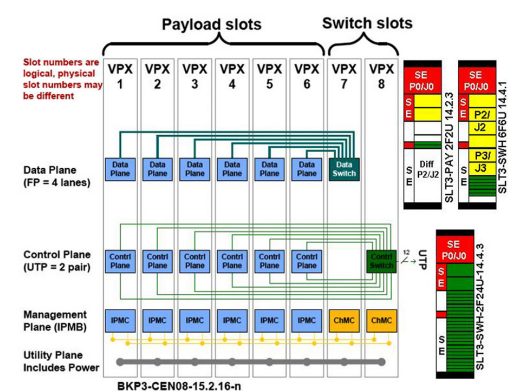 Payload slots
Switch slots
Slot numbers are
logical, physical
slot numbers may
be different
VPX VPX VPX VPX VPX VPX VPX VPX
1 2 3 4 5 6 7 8
Data Plane
(FP = 4 lanes)
Data Plane
Data Plane
Data Plane
Data Plane
Data Plane
Data Plane
Data Switch
Control Plane
(UTP = 2 pair)
Contrl Plane
Contrl Plane
Contrl Plane
Contrl Plane
Contrl Plane
Contrl Plane
Contrl Switch
12
UTP
Management
Plane (IPMB)
IPMC IPMC IPMC IPMC IPMC IPMC ChMC ChMC
Utility Plane
Includes Power
BKP3-CEN08-15.2.16-n
SE
P0/J0
S
E
S
E
Diff
P2/J2
SLT3-PAY 2F2U 14.2.3
SE
P0/J0
S
E
P2/
J2
P3/
J3
S
E
SLT3-SWH 6F6U 14.4.1
SE
P0/J0
S
E
S
E
SLT3-SWH-2F24U-14.4.3